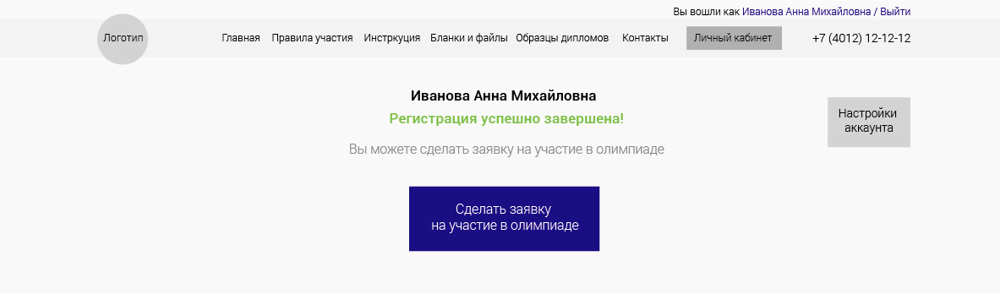 Вы вошли как Иванова Анна Михайловна / Выйти
Логотип Главная Правила участия Инстркуция Бланки и файлы Образцы дипломов Контакты Личный кабинет +7 (4012) 12-12-12
Иванова Анна Михайловна
Регистрация успешно завершена!
Настройки
аккаунта
Вы можете сделать заявку на участие в олимпиаде
Сделать заявку
на участие в олимпиаде